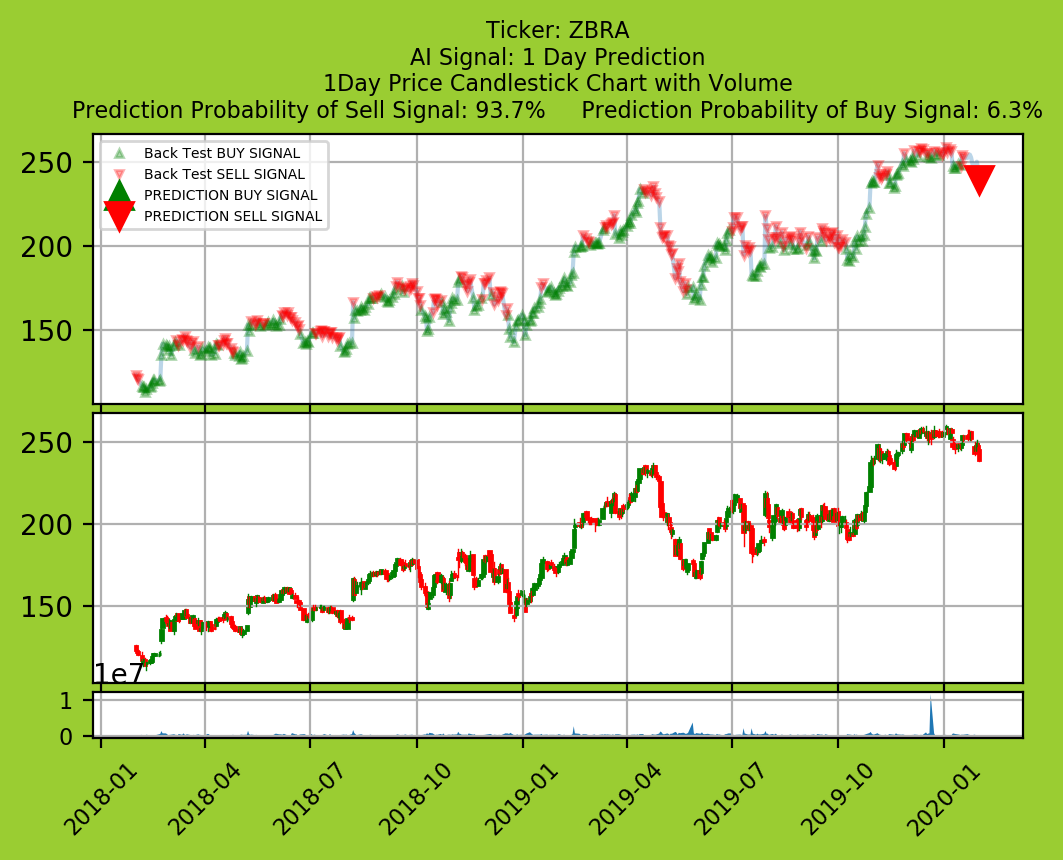 Ticker: ZBRA
AI Signal: 1 Day Prediction
1Day Price Candlestick Chart with Volume
Prediction Probability of Sell Signal: 93.7% Prediction Probability of Buy Signal: 6.3%
Back Test BUY SIGNAL
Back Test SELL SIGNAL
PREDICTION BUY SIGNAL
PREDICTION SELL SIGNAL
250
200
150
250
200
150
1e7
1
0
2018-01
2018-04
2018-07
2018-10
2019-01
2019-04
2019-07
2019-10
2020-01